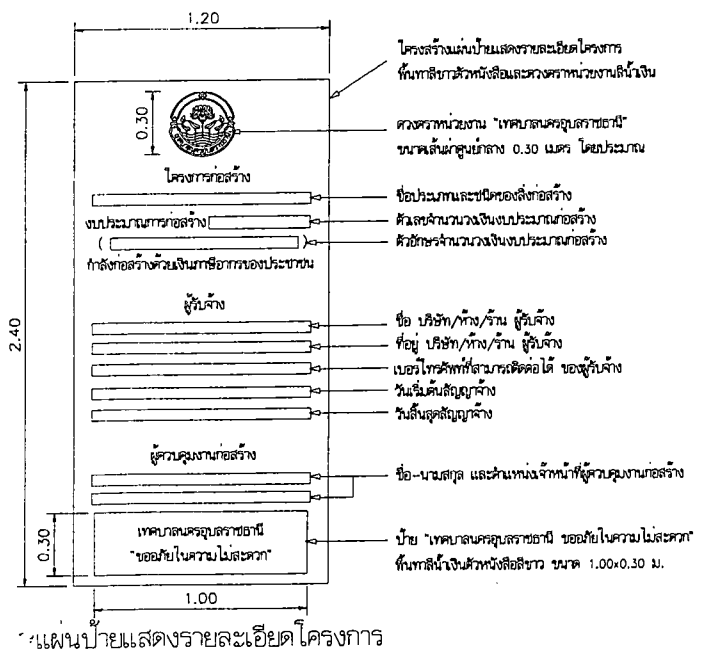 1.20
โครงสร้างแผ่นป้ายแสดงรายละเอียดโครงการ
พื้นทาสีขาวตัวหนังสือและดวงตราหน่วยงานสีน้ำเงิน
0.30
ดวงตราหน่วยงาน "เทศบาลนครอุบลราชธานี"
ขนาดเส้นผ่าศูนย์กลาง 0.30 เมตร โดยประมาณ
โครงการก่อสร้าง
ชื่อประเภทและชนิดของสิ่งก่อสร้าง
งบประมาณการก่อสร้าง
ตัวเลขจำนวนวงเงินงบประมาณก่อสร้าง
( )
ตัวอักษรจำนวนวงเงินงบประมาณก่อสร้าง
กำลังก่อสร้างด้วยเงินภาษีอากรของประชาชน
2.40
ผู้รับจ้าง
ชื่อ บริษัท/ห้าง/ร้าน ผู้รับจ้าง
ที่อยู่ บริษัท/ห้าง/ร้าน ผู้รับจ้าง
เบอร์โทรศัพท์ที่สามารถติดต่อได้ ของผู้รับจ้าง
วันเริ่มต้นสัญญาจ้าง
วันสิ้นสุดสัญญาจ้าง
ผู้ควบคุมงานก่อสร้าง
ชื่อ-นามสกุล และตำแหน่งเจ้าหน้าที่ผู้ควบคุมงานก่อสร้าง
0.30
เทศบาลนครอุบลราชธานี
"ขออภัยในความไม่สะดวก"
ป้าย "เทศบาลนครอุบลราชธานี ขออภัยในความไม่สะดวก"
พื้นทาสีน้ำเงินตัวหนังสือสีขาว ขนาด 1.00x0.30 ม.
1.00
แผ่นป้ายแสดงรายละเอียดโครงการ